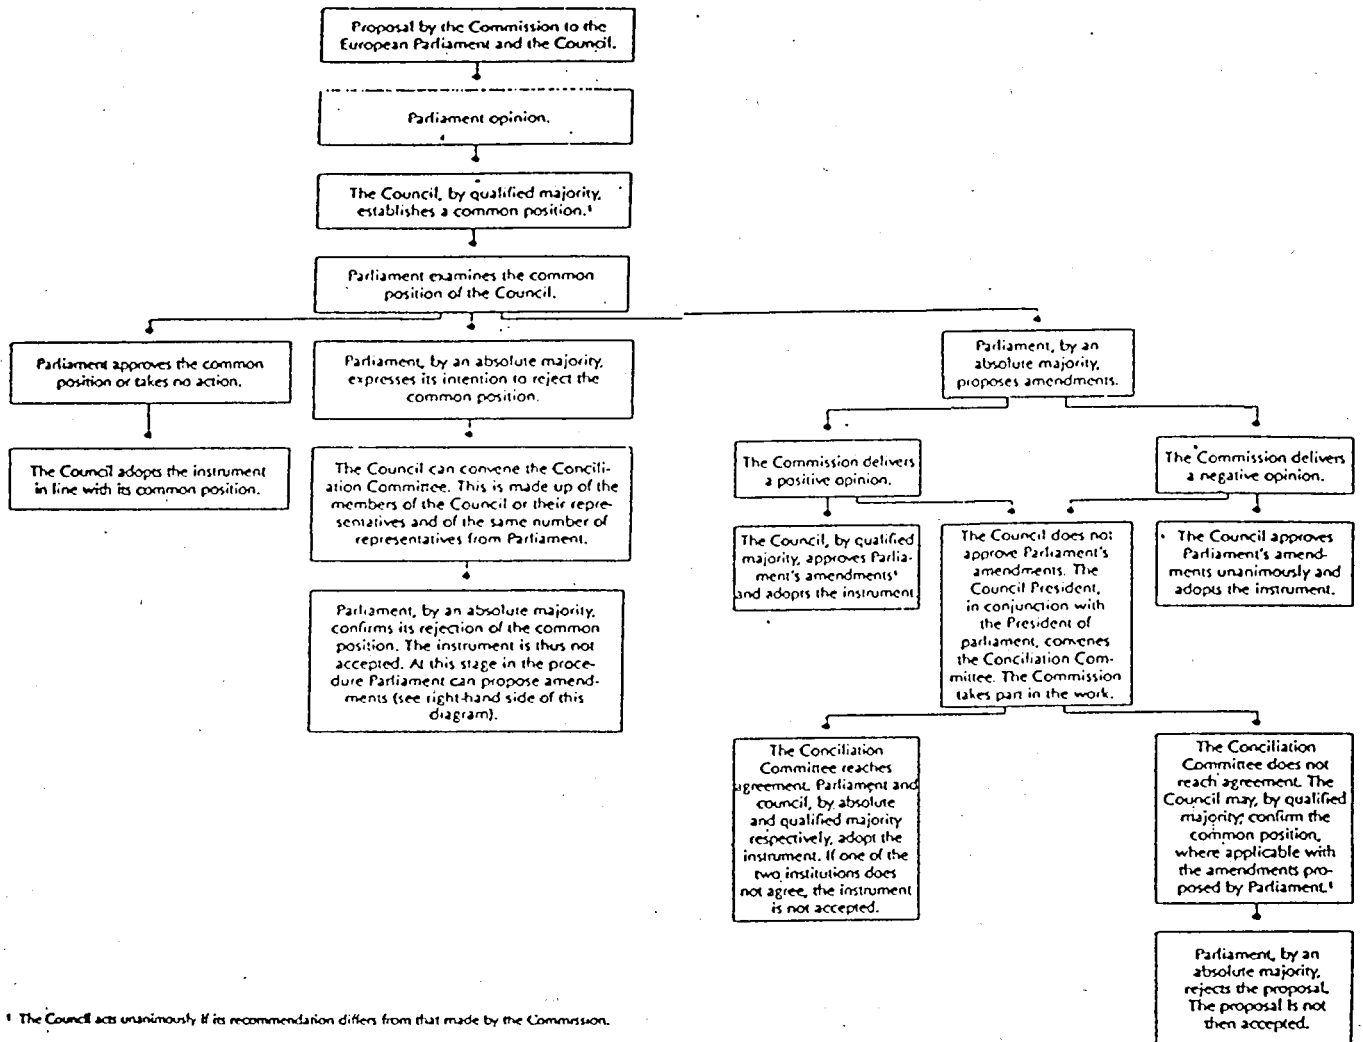 Proposal by the Commission to the
European Parliament and the Council.
Parliament opinion.
The Council, by qualified majority,
establishes a common position.¹
Parliament examines the common
position of the Council.
Parliament approves the common
position or takes no action.
The Council adopts the instrument
in line with its common position.
Parliament, by an absolute majority,
expresses its intention to reject the
common position.
The Council can convene the Concili-
ation Committee. This is made up of the
members of the Council or their repre-
sentatives and of the same number of
representatives from Parliament.
Parliament, by an absolute majority,
confirms its rejection of the common
position. The instrument is thus not
accepted. At this stage in the proce-
dure Parliament can propose amend-
ments (see right-hand side of this
diagram).
Parliament, by an
absolute majority,
proposes amendments.
The Commission delivers
a positive opinion.
The Commission delivers
a negative opinion.
The Council, by qualified
majority, approves Parlia-
ment's amendments¹
and adopts the instrument
The Council does not
approve Parliament's
amendments. The
Council President,
in conjunction with
the President of
parliament, convenes
the Conciliation Com-
mittee. The Commission
takes part in the work.
The Council approves
Parliament's amend-
ments unanimously and
adopts the instrument.
The Conciliation
Committee reaches
agreement. Parliament and
council, by absolute
and qualified majority
respectively, adopt the
instrument. If one of the
two institutions does
not agree, the instrument
is not accepted.
The Conciliation
Committee does not
reach agreement. The
Council may, by qualified
majority, confirm the
common position,
where applicable with
the amendments pro-
posed by Parliament.¹
Parliament, by an
absolute majority,
rejects the proposal.
The proposal is not
then accepted.
¹ The Council acts unanimously if its recommendation differs from that made by the Commission.